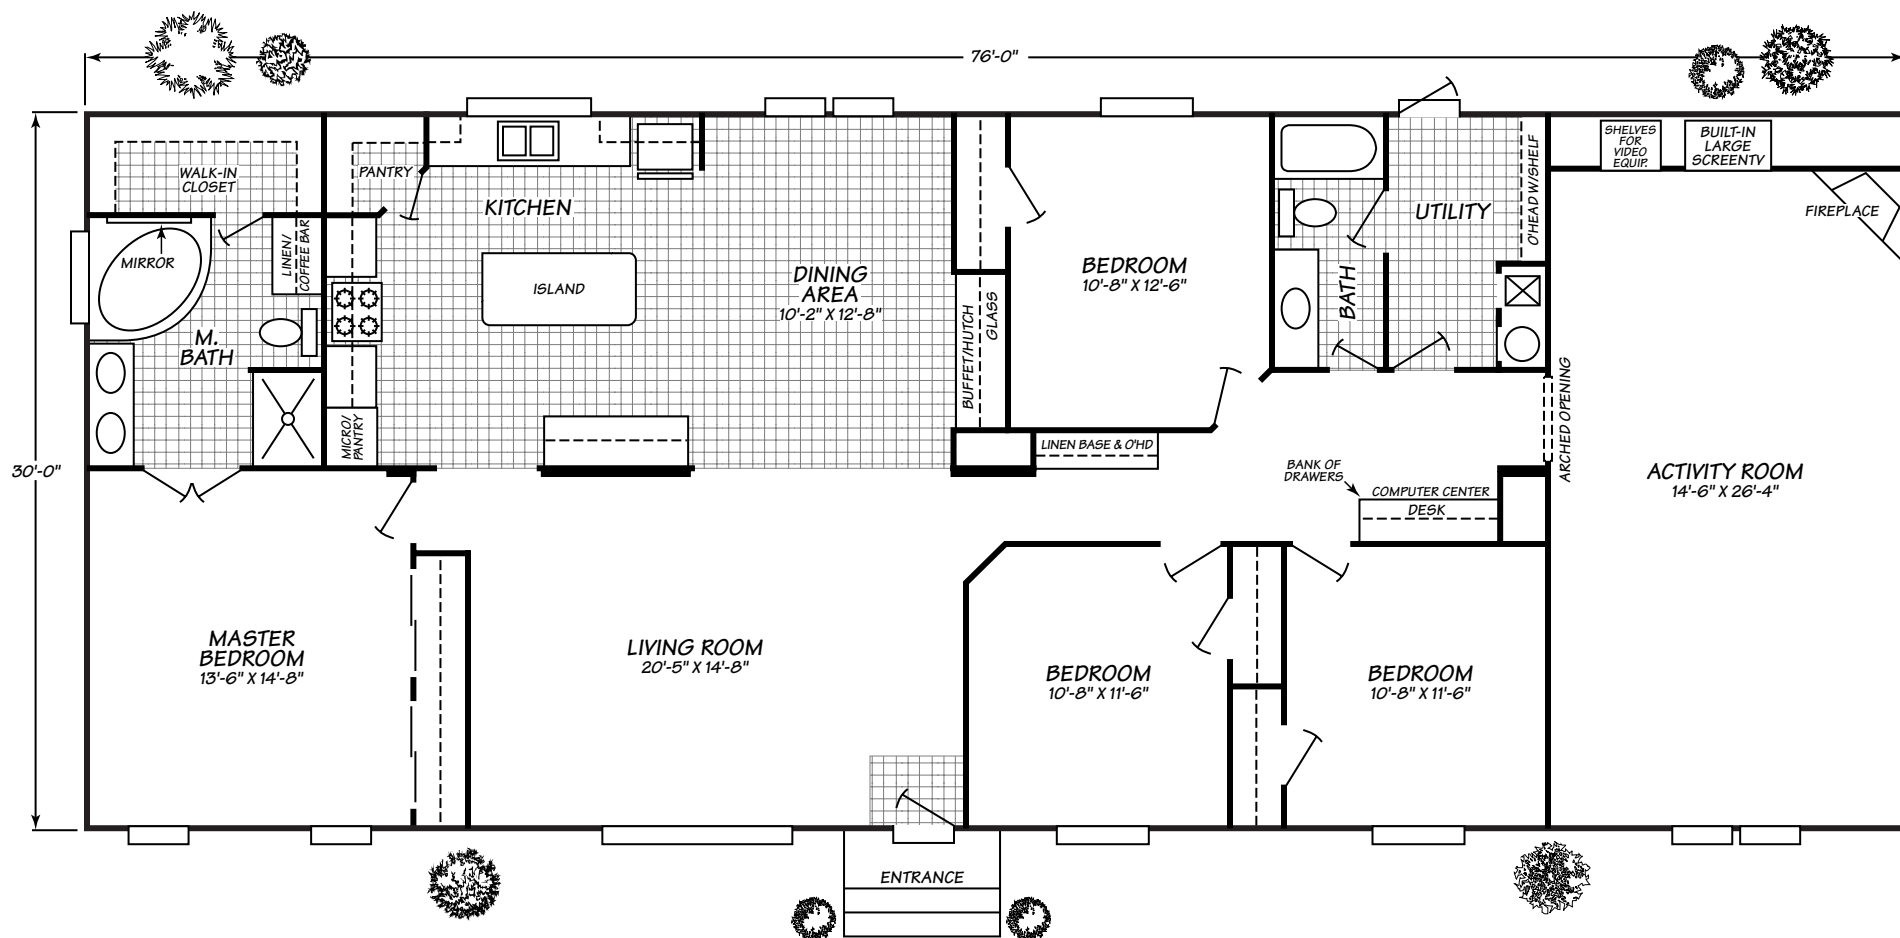 76'-0"
30'-0"
WALK-IN
CLOSET
MIRROR
LINEN/
COFFEE BAR
M.
BATH
PANTRY
KITCHEN
ISLAND
MICRO/
PANTRY
DINING
AREA
10'-2" X 12'-8"
BUFFET/HUTCH
GLASS
BEDROOM
10'-8" X 12'-6"
LINEN BASE & O'HD
BATH
UTILITY
O'HEAD W/SHELF
SHELVES
FOR
VIDEO
EQUIP.
BUILT-IN
LARGE
SCREENTV
FIREPLACE
ARCHED OPENING
ACTIVITY ROOM
14'-6" X 26'-4"
BANK OF
DRAWERS
COMPUTER CENTER
DESK
MASTER
BEDROOM
13'-6" X 14'-8"
LIVING ROOM
20'-5" X 14'-8"
BEDROOM
10'-8" X 11'-6"
BEDROOM
10'-8" X 11'-6"
ENTRANCE